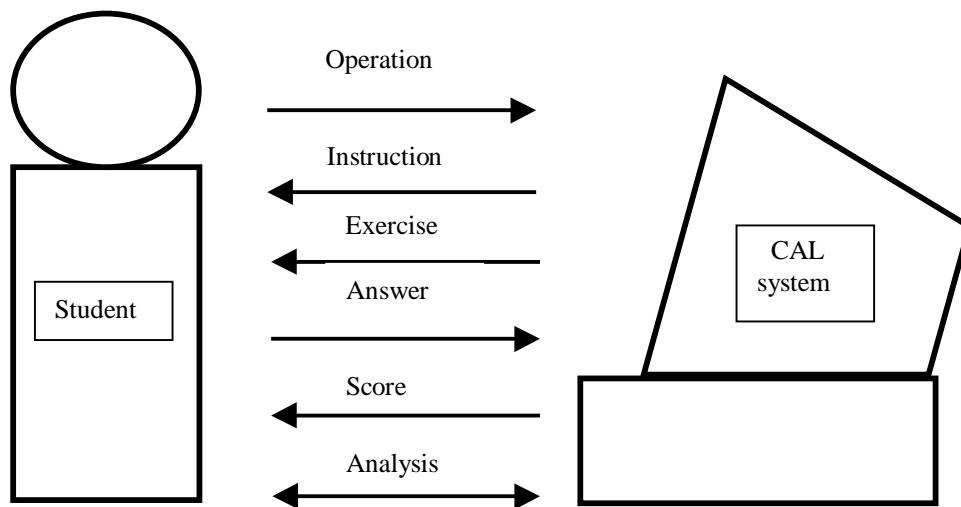 Operation
Instruction
Exercise
CAL
system
Answer
Student
Score
Analysis